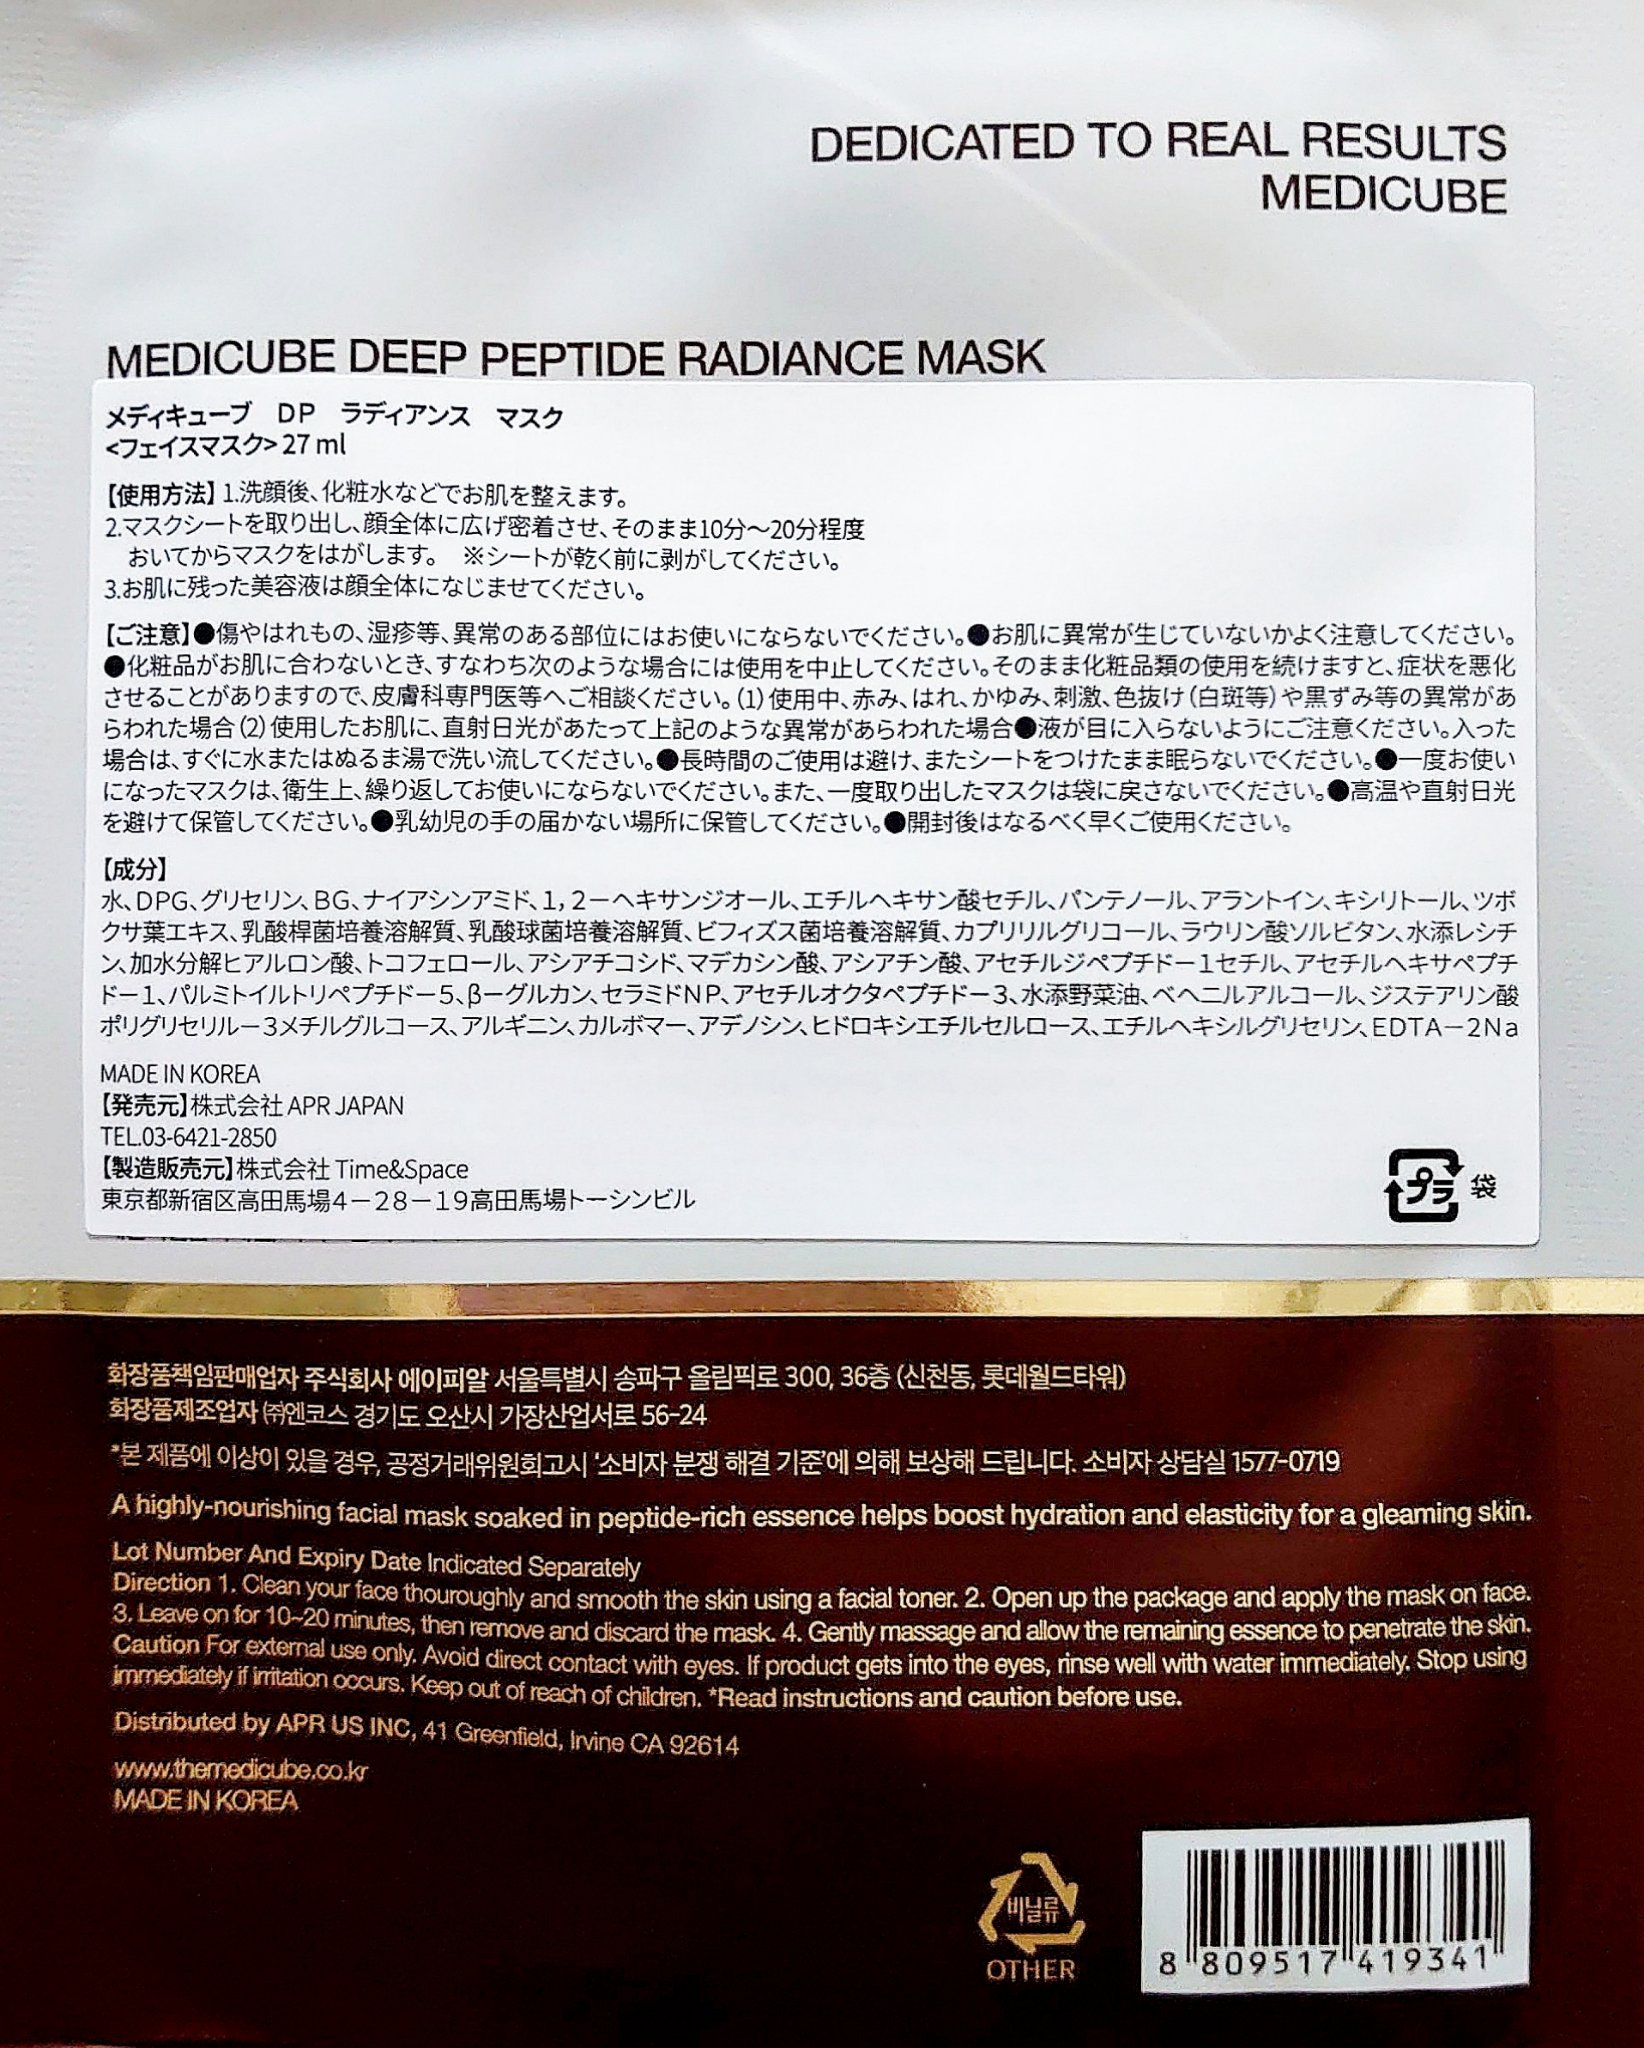 DEDICATED TO REAL RESULTS
MEDICUBE
MEDICUBE DEEP PEPTIDE RADIANCE MASK
メディキューブ　ＤＰ　ラディアンス　マスク
<フェイスマスク> 27 ml
【使用方法】1.洗顔後、化粧水などでお肌を整えます。
2.マスクシートを取り出し、顔全体に広げ密着させ、そのまま10分～20分程度
おいてからマスクをはがします。　※シートが乾く前に剥がしてください。
3.お肌に残った美容液は顔全体になじませてください。
【ご注意】●傷やはれもの、湿疹等、異常のある部位にはお使いにならないでください。●お肌に異常が生じていないかよく注意してください。
●化粧品がお肌に合わないとき、すなわち次のような場合には使用を中止してください。そのまま化粧品類の使用を続けますと、症状を悪化
させることがありますので、皮膚科専門医等へご相談ください。(1)使用中、赤み、はれ、かゆみ、刺激、色抜け(白斑等)や黒ずみ等の異常があ
らわれた場合(2)使用したお肌に、直射日光があたって上記のような異常があらわれた場合●液が目に入らないようにご注意ください。入った
場合は、すぐに水またはぬるま湯で洗い流してください。●長時間のご使用は避け、またシートをつけたまま眠らないでください。●一度お使い
になったマスクは、衛生上、繰り返してお使いにならないでください。また、一度取り出したマスクは袋に戻さないでください。●高温や直射日光
を避けて保管してください。●乳幼児の手の届かない場所に保管してください。●開封後はなるべく早くご使用ください。
【成分】
水、DPG、グリセリン、BG、ナイアシンアミド、1，2－ヘキサンジオール、エチルヘキサン酸セチル、パンテノール、アラントイン、キシリトール、ツボ
クサ葉エキス、乳酸桿菌培養溶解質、乳酸球菌培養溶解質、ビフィズス菌培養溶解質、カプリリルグリコール、ラウリン酸ソルビタン、水添レシチ
ン、加水分解ヒアルロン酸、トコフェロール、アシアチコシド、マデカシン酸、アシアチン酸、アセチルジペプチド－1セチル、アセチルヘキサペプチ
ド－1、パルミトイルトリペプチド－5、β－グルカン、セラミドNP、アセチルオクタペプチド－3、水添野菜油、ベヘニルアルコール、ジステアリン酸
ポリグリセリル－3メチルグルコース、アルギニン、カルボマー、アデノシン、ヒドロキシエチルセルロース、エチルヘキシルグリセリン、EDTA－2Na
MADE IN KOREA
【発売元】株式会社 APR JAPAN
TEL.03-6421-2850
【製造販売元】株式会社 Time&Space
東京都新宿区高田馬場4－28－19高田馬場トーシンビル
プラ 袋
화장품책임판매업자 주식회사 에이피알 서울특별시 송파구 올림픽로 300, 36층 (신천동, 롯데월드타워)
화장품제조업자 ㈜엔코스 경기도 오산시 가장산업서로 56-24
*본 제품에 이상이 있을 경우, 공정거래위원회고시 '소비자 분쟁 해결 기준'에 의해 보상해 드립니다. 소비자 상담실 1577-0719
A highly-nourishing facial mask soaked in peptide-rich essence helps boost hydration and elasticity for a gleaming skin.
Lot Number And Expiry Date Indicated Separately
Direction 1. Clean your face thouroughly and smooth the skin using a facial toner. 2. Open up the package and apply the mask on face.
3. Leave on for 10~20 minutes, then remove and discard the mask. 4. Gently massage and allow the remaining essence to penetrate the skin.
Caution For external use only. Avoid direct contact with eyes. If product gets into the eyes, rinse well with water immediately. Stop using
immediately if irritation occurs. Keep out of reach of children. *Read instructions and caution before use.
Distributed by APR US INC, 41 Greenfield, Irvine CA 92614
www.themedicube.co.kr
MADE IN KOREA
비닐류
OTHER
8 809517 419341